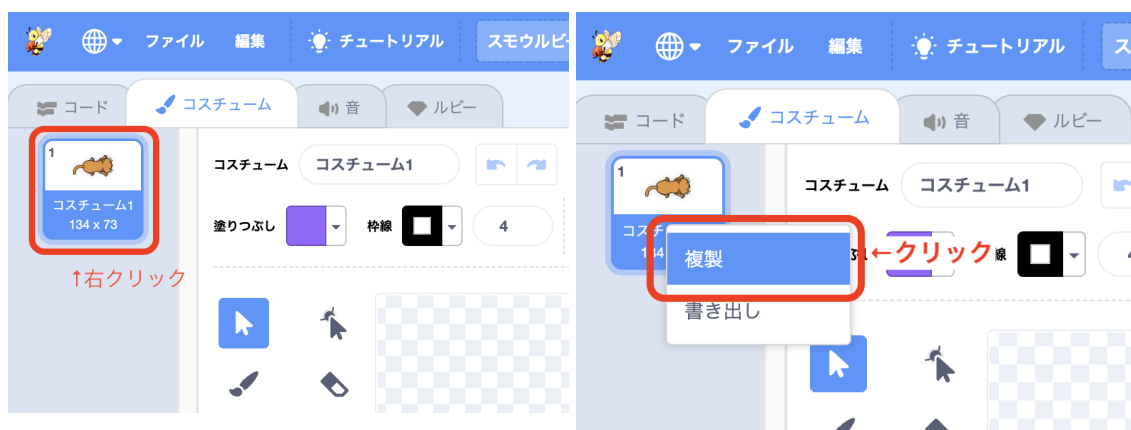 ファイル 編集 チュートリアル スモウルビ
コード コスチューム 音 ルビー
1
コスチューム1
134 x 73
コスチューム コスチューム1
塗りつぶし 枠線 4
↑右クリック
ファイル 編集 チュートリアル ス
コード コスチューム 音 ルビー
1
コスチューム コスチューム1
コスチ
134
複製
←クリック 線
書き出し